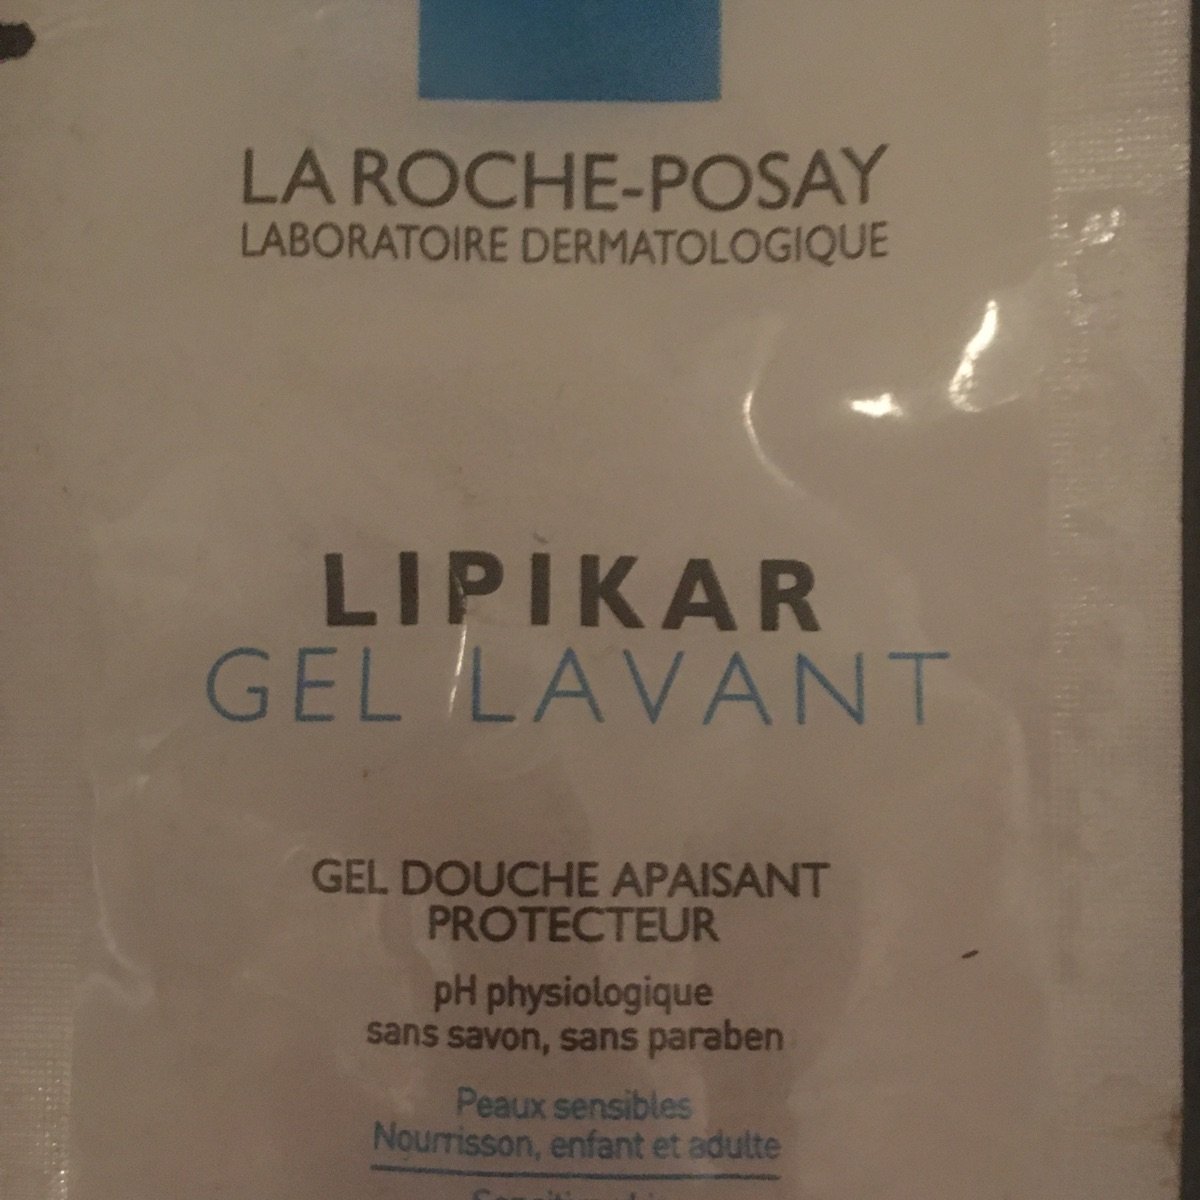 LA ROCHE-POSAY
LABORATOIRE DERMATOLOGIQUE
LIPIKAR
GEL LAVANT
GEL DOUCHE APAISANT
PROTECTEUR
pH physiologique
sans savon, sans paraben
Peaux sensibles
Nourrisson, enfant et adulte